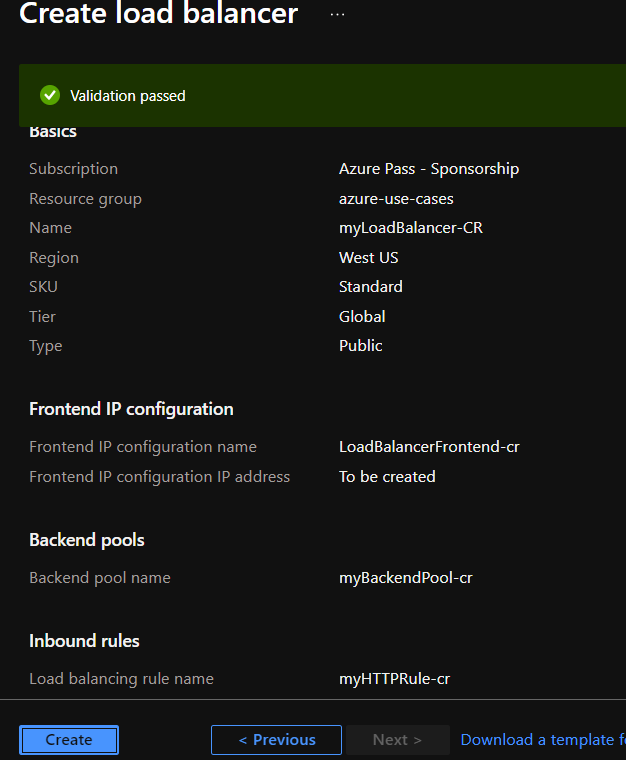 Create load balancer ...
Validation passed
Basics
Subscription Azure Pass - Sponsorship
Resource group azure-use-cases
Name myLoadBalancer-CR
Region West US
SKU Standard
Tier Global
Type Public
Frontend IP configuration
Frontend IP configuration name LoadBalancerFrontend-cr
Frontend IP configuration IP address To be created
Backend pools
Backend pool name myBackendPool-cr
Inbound rules
Load balancing rule name myHTTPRule-cr
Create < Previous Next > Download a template f